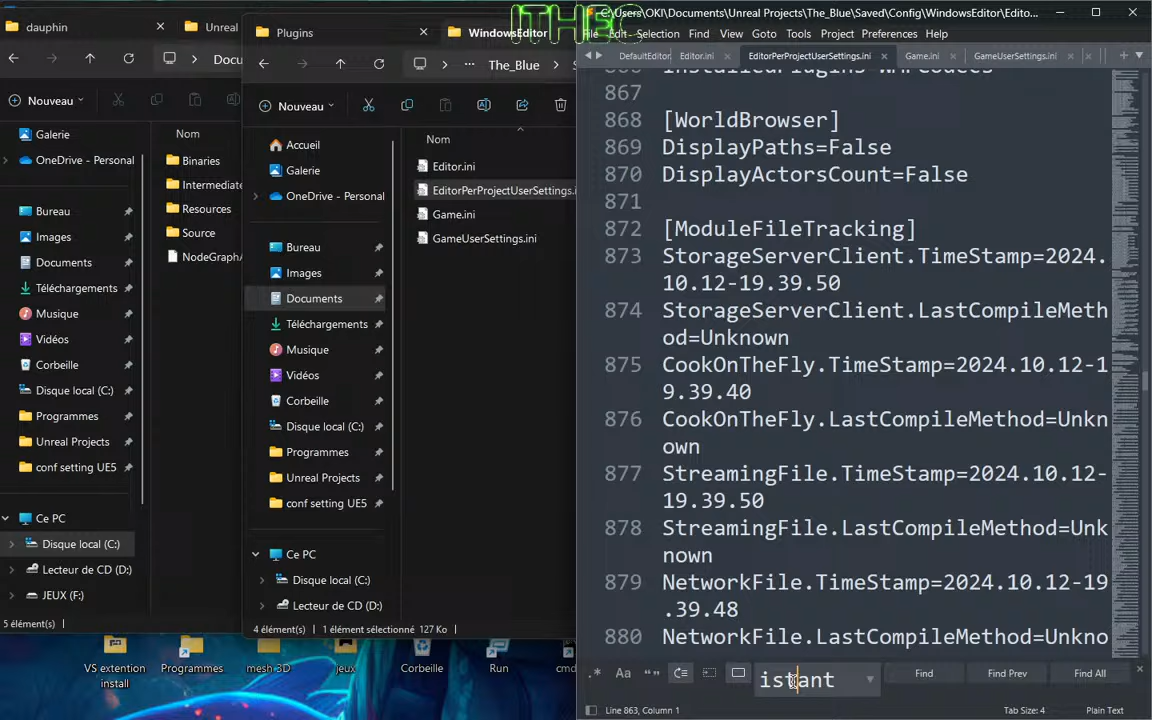 dauphin
Unreal
Docu
Nouveau
Galerie
OneDrive - Personal
Bureau
Images
Documents
Téléchargements
Musique
Vidéos
Corbeille
Disque local (C:)
Programmes
Unreal Projects
conf setting UE5
Ce PC
Disque local (C:)
Lecteur de CD (D:)
JEUX (F:)
5 élément(s)
Nom
Binaries
Intermediate
Resources
Source
NodeGraphA
Plugins
WindowsEditor
The_Blue
Nouveau
Accueil
Galerie
OneDrive - Personal
Bureau
Images
Documents
Téléchargements
Musique
Vidéos
Corbeille
Disque local (C:)
Programmes
Unreal Projects
conf setting UE5
Ce PC
Disque local (C:)
Lecteur de CD (D:)
4 élément(s) 1 élément sélectionné 127 Ko
Nom
Editor.ini
EditorPerProjectUserSettings.i
Game.ini
GameUserSettings.ini
VS extention
install
Programmes
mesh 3D
jeux
Corbeille
Run
cmd
C:\Users\OKI\Documents\Unreal Projects\The_Blue\Saved\Config\WindowsEditor\Edito...
File Edit Selection Find View Goto Tools Project Preferences Help
DefaultEditor. Editor.ini EditorPerProjectUserSettings.ini Game.ini GameUserSettings.ini
867
868 [WorldBrowser]
869 DisplayPaths=False
870 DisplayActorsCount=False
871
872 [ModuleFileTracking]
873 StorageServerClient.TimeStamp=2024.
10.12-19.39.50
874 StorageServerClient.LastCompileMeth
od=Unknown
875 CookOnTheFly.TimeStamp=2024.10.12-1
9.39.40
876 CookOnTheFly.LastCompileMethod=Unkn
own
877 StreamingFile.TimeStamp=2024.10.12-
19.39.50
878 StreamingFile.LastCompileMethod=Unk
nown
879 NetworkFile.TimeStamp=2024.10.12-19
.39.48
880 NetworkFile.LastCompileMethod=Unkno
.* Aa “” istant Find Find Prev Find All
Line 863, Column 1 Tab Size: 4 Plain Text